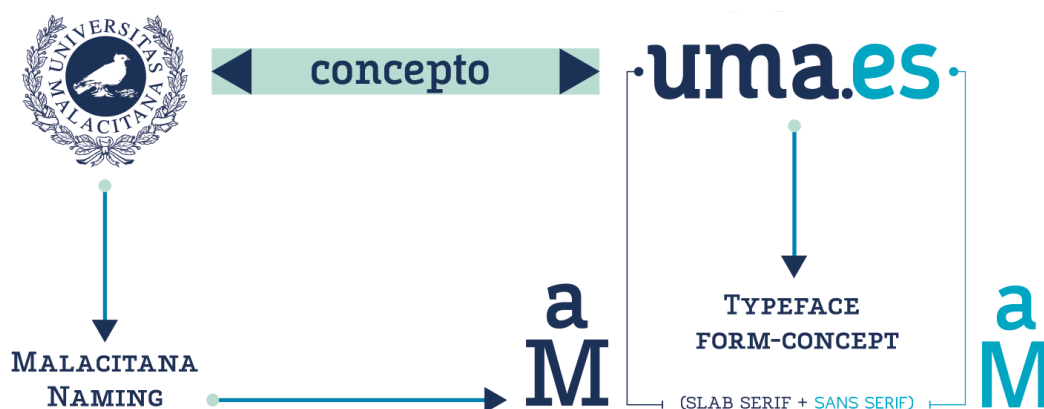 UNIVERSITAS MALACITANA
concepto
uma.es
TYPEFACE
FORM-CONCEPT
a
M
a
M
MALACITANA
NAMING
(SLAB SERIF + SANS SERIF)